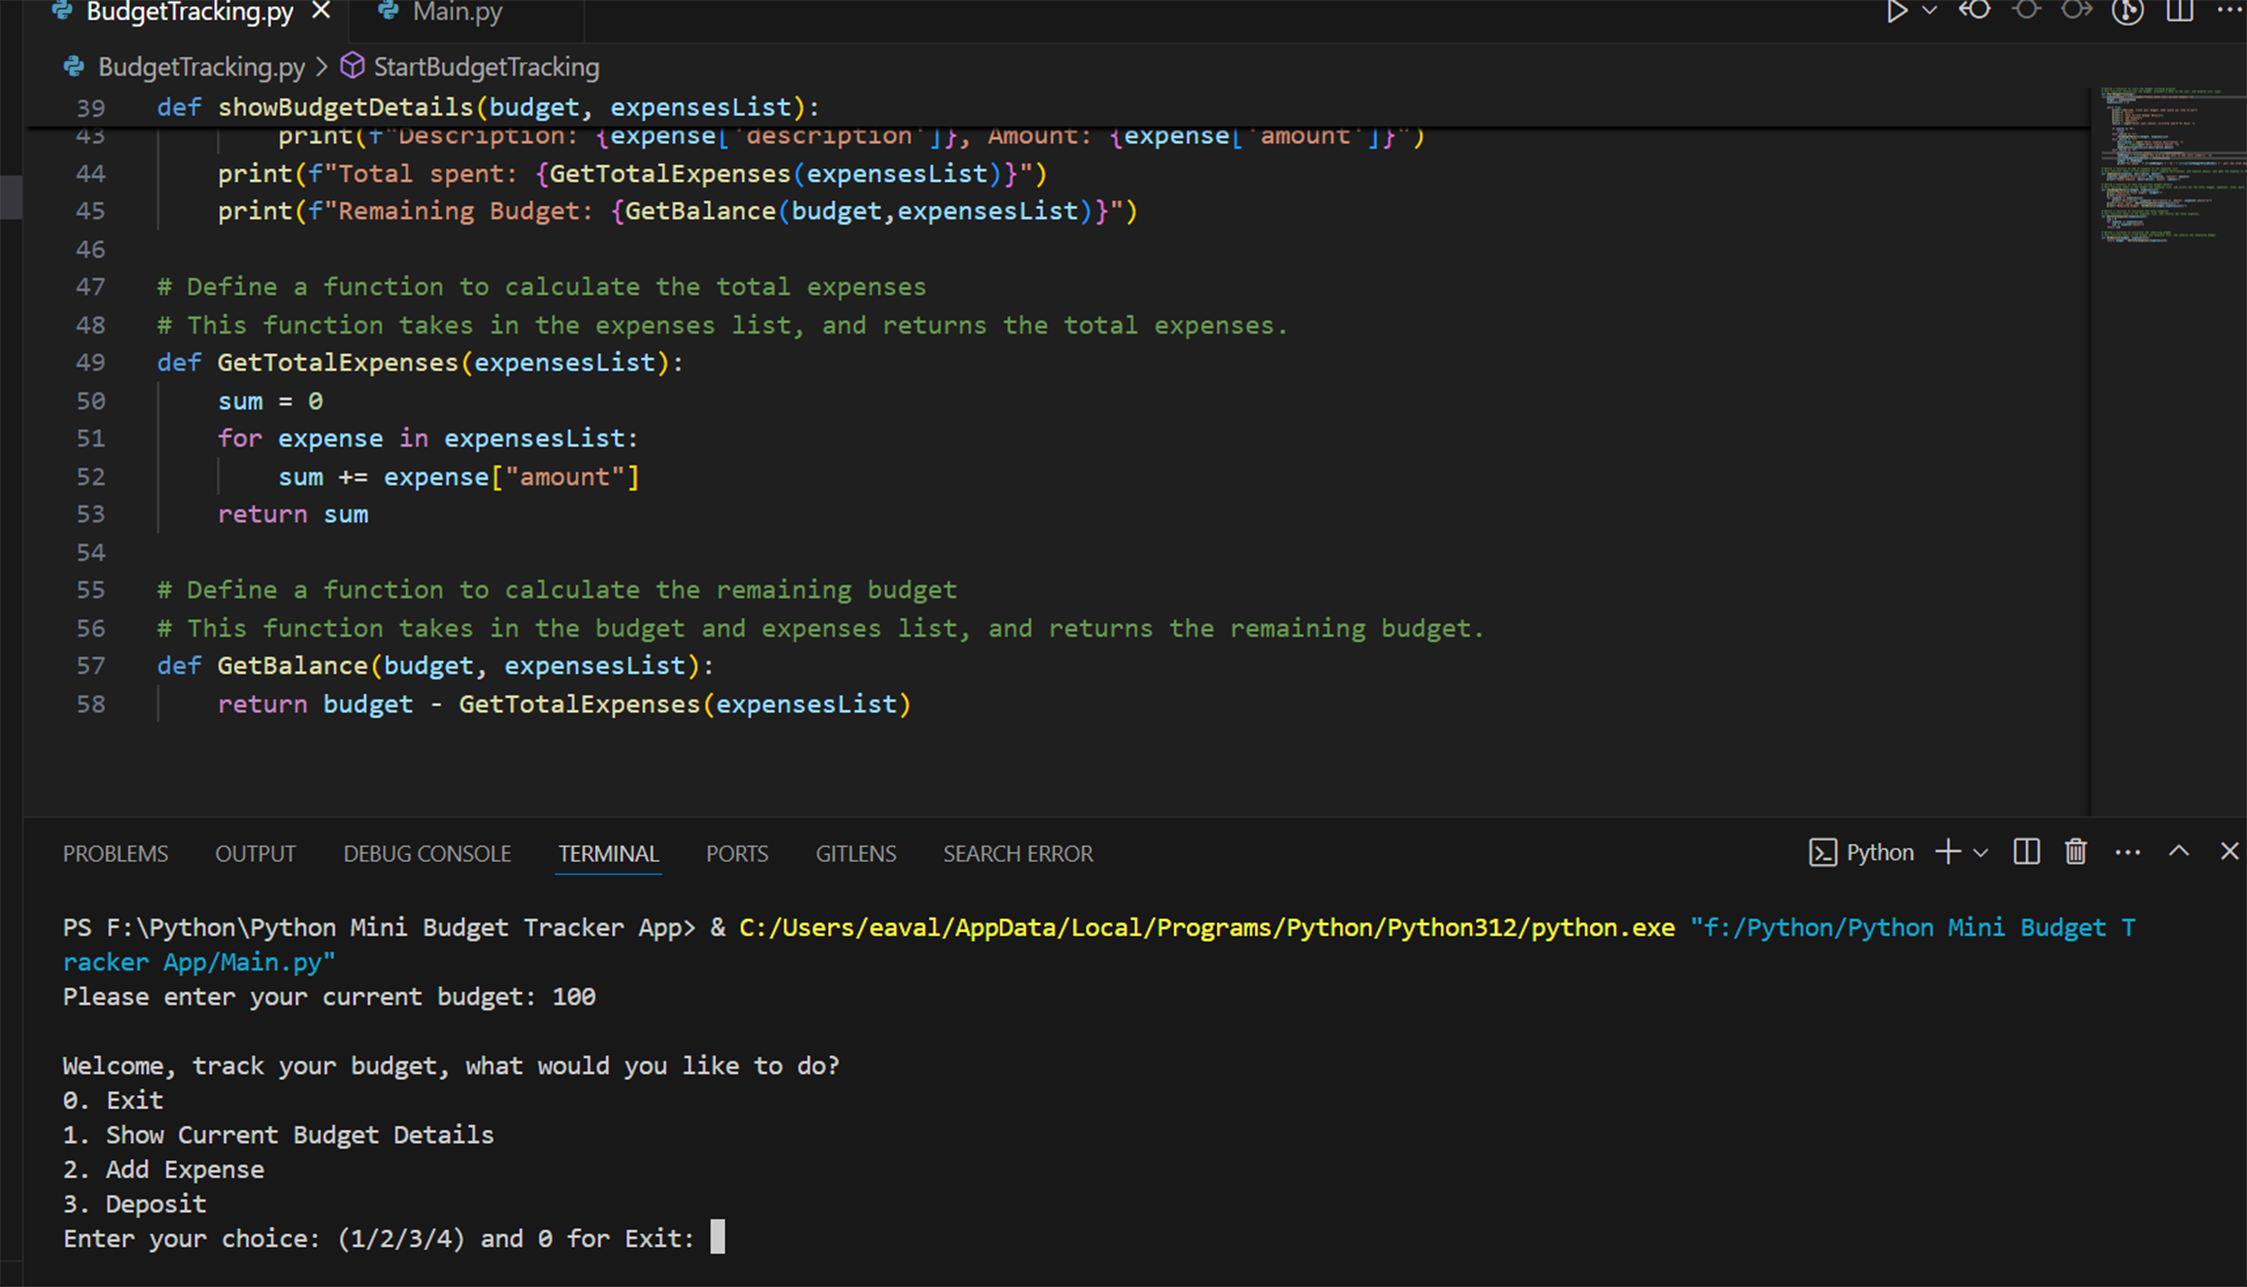 BudgetTracking.py
Main.py
BudgetTracking.py > StartBudgetTracking
39 def showBudgetDetails(budget, expensesList):
43 print(f"Description: {expense['description']}, Amount: {expense['amount']}")
44 print(f"Total spent: {GetTotalExpenses(expensesList)}")
45 print(f"Remaining Budget: {GetBalance(budget,expensesList)}")
46
47 # Define a function to calculate the total expenses
48 # This function takes in the expenses list, and returns the total expenses.
49 def GetTotalExpenses(expensesList):
50 sum = 0
51 for expense in expensesList:
52 sum += expense["amount"]
53 return sum
54
55 # Define a function to calculate the remaining budget
56 # This function takes in the budget and expenses list, and returns the remaining budget.
57 def GetBalance(budget, expensesList):
58 return budget - GetTotalExpenses(expensesList)
PROBLEMS OUTPUT DEBUG CONSOLE TERMINAL PORTS GITLENS SEARCH ERROR Python
PS F:\Python\Python Mini Budget Tracker App> & C:/Users/eaval/AppData/Local/Programs/Python/Python312/python.exe "f:/Python/Python Mini Budget T
racker App/Main.py"
Please enter your current budget: 100
Welcome, track your budget, what would you like to do?
0. Exit
1. Show Current Budget Details
2. Add Expense
3. Deposit
Enter your choice: (1/2/3/4) and 0 for Exit: